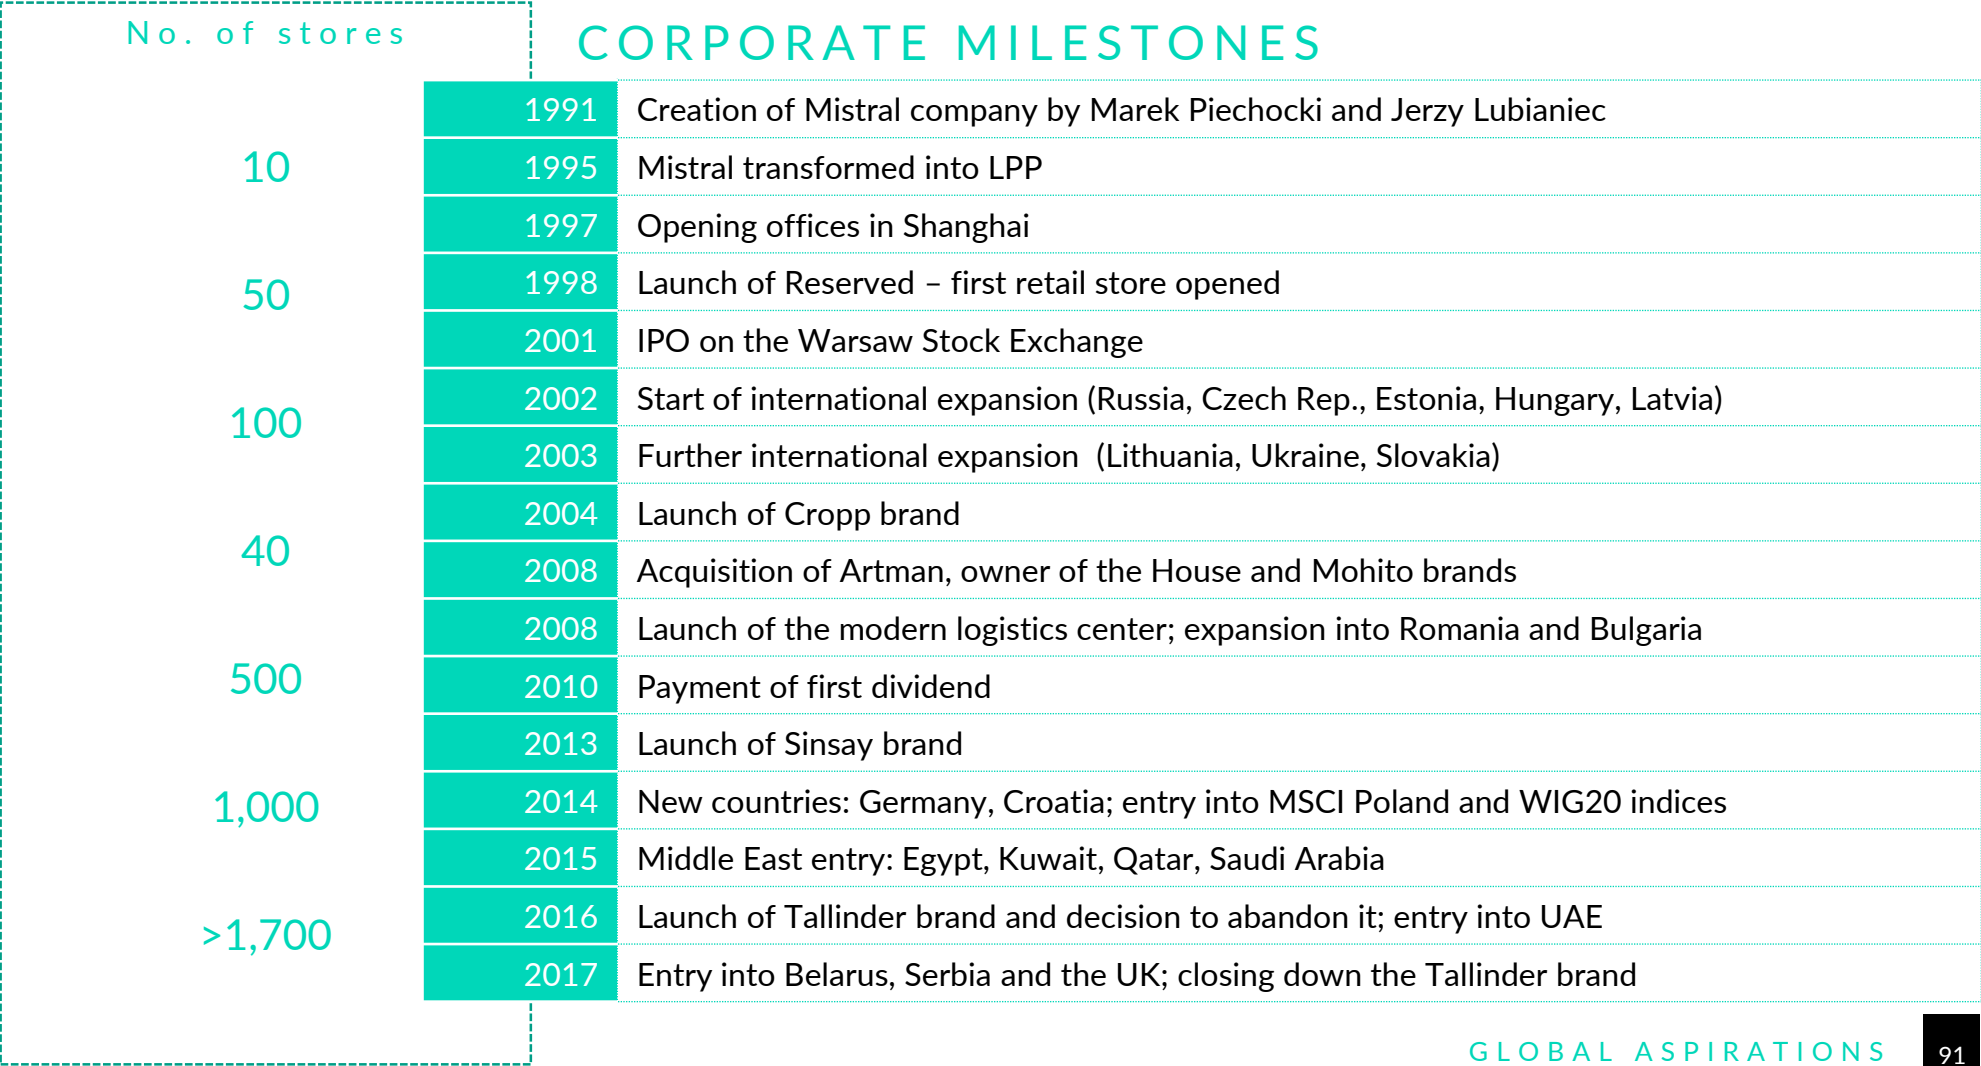 No. of stores
10
50
100
40
500
1,000
>1,700
CORPORATE MILESTONES
1991 Creation of Mistral company by Marek Piechocki and Jerzy Lubianiec
1995 Mistral transformed into LPP
1997 Opening offices in Shanghai
1998 Launch of Reserved – first retail store opened
2001 IPO on the Warsaw Stock Exchange
2002 Start of international expansion (Russia, Czech Rep., Estonia, Hungary, Latvia)
2003 Further international expansion  (Lithuania, Ukraine, Slovakia)
2004 Launch of Cropp brand
2008 Acquisition of Artman, owner of the House and Mohito brands
2008 Launch of the modern logistics center; expansion into Romania and Bulgaria
2010 Payment of first dividend
2013 Launch of Sinsay brand
2014 New countries: Germany, Croatia; entry into MSCI Poland and WIG20 indices
2015 Middle East entry: Egypt, Kuwait, Qatar, Saudi Arabia
2016 Launch of Tallinder brand and decision to abandon it; entry into UAE
2017 Entry into Belarus, Serbia and the UK; closing down the Tallinder brand
GLOBAL ASPIRATIONS
91